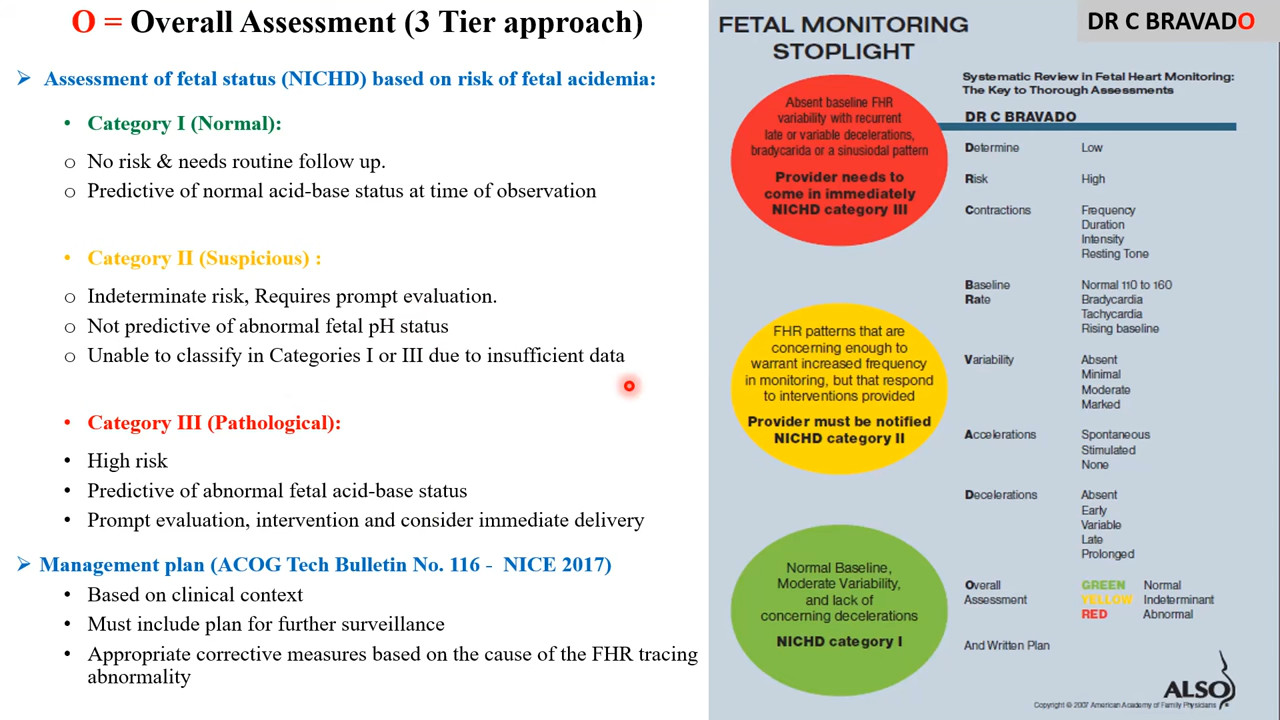 O = Overall Assessment (3 Tier approach)
➢ Assessment of fetal status (NICHD) based on risk of fetal acidemia:
• Category I (Normal):
o No risk & needs routine follow up.
o Predictive of normal acid-base status at time of observation
• Category II (Suspicious) :
o Indeterminate risk, Requires prompt evaluation.
o Not predictive of abnormal fetal pH status
o Unable to classify in Categories I or III due to insufficient data
• Category III (Pathological):
• High risk
• Predictive of abnormal fetal acid-base status
• Prompt evaluation, intervention and consider immediate delivery
➢ Management plan (ACOG Tech Bulletin No. 116 - NICE 2017)
• Based on clinical context
• Must include plan for further surveillance
• Appropriate corrective measures based on the cause of the FHR tracing
abnormality
DR C BRAVADO
FETAL MONITORING
STOPLIGHT
Absent baseline FHR
variability with recurrent
late or variable decelerations,
bradycarida or a sinusiodal pattern
Provider needs to
come in immediately
NICHD category III
FHR patterns that are
concerning enough to
warrant increased frequency
in monitoring, but that respond
to interventions provided
Provider must be notified
NICHD category II
Normal Baseline,
Moderate Variability,
and lack of
concerning decelerations
NICHD category I
Systematic Review in Fetal Heart Monitoring:
The Key to Thorough Assessments
DR C BRAVADO
Determine Low
Risk High
Contractions Frequency
Duration
Intensity
Resting Tone
Baseline Normal 110 to 160
Rate Bradycardia
Tachycardia
Rising baseline
Variability Absent
Minimal
Moderate
Marked
Accelerations Spontaneous
Stimulated
None
Decelerations Absent
Early
Variable
Late
Prolonged
Overall GREEN Normal
Assessment YELLOW Indeterminant
RED Abnormal
And Written Plan
ALSO
Copyright © 2007 American Academy of Family Physicians